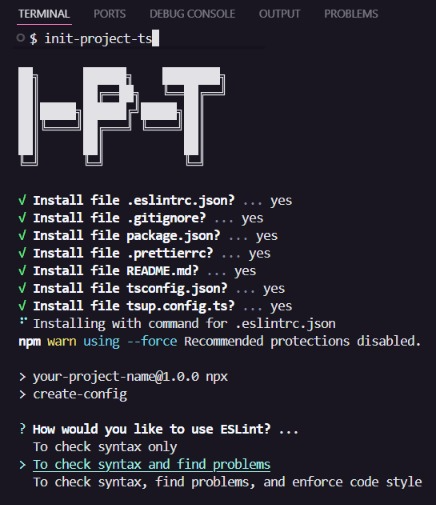 TERMINAL PORTS DEBUG CONSOLE OUTPUT PROBLEMS
$ init-project-ts
I-P-T
√ Install file .eslintrc.json? ... yes
√ Install file .gitignore? ... yes
√ Install file package.json? ... yes
√ Install file .prettierrc? ... yes
√ Install file README.md? ... yes
√ Install file tsconfig.json? ... yes
√ Install file tsup.config.ts? ... yes
⠋ Installing with command for .eslintrc.json
npm warn using --force Recommended protections disabled.
> your-project-name@1.0.0 npx
> create-config
? How would you like to use ESLint? ...
To check syntax only
> To check syntax and find problems
To check syntax, find problems, and enforce code style